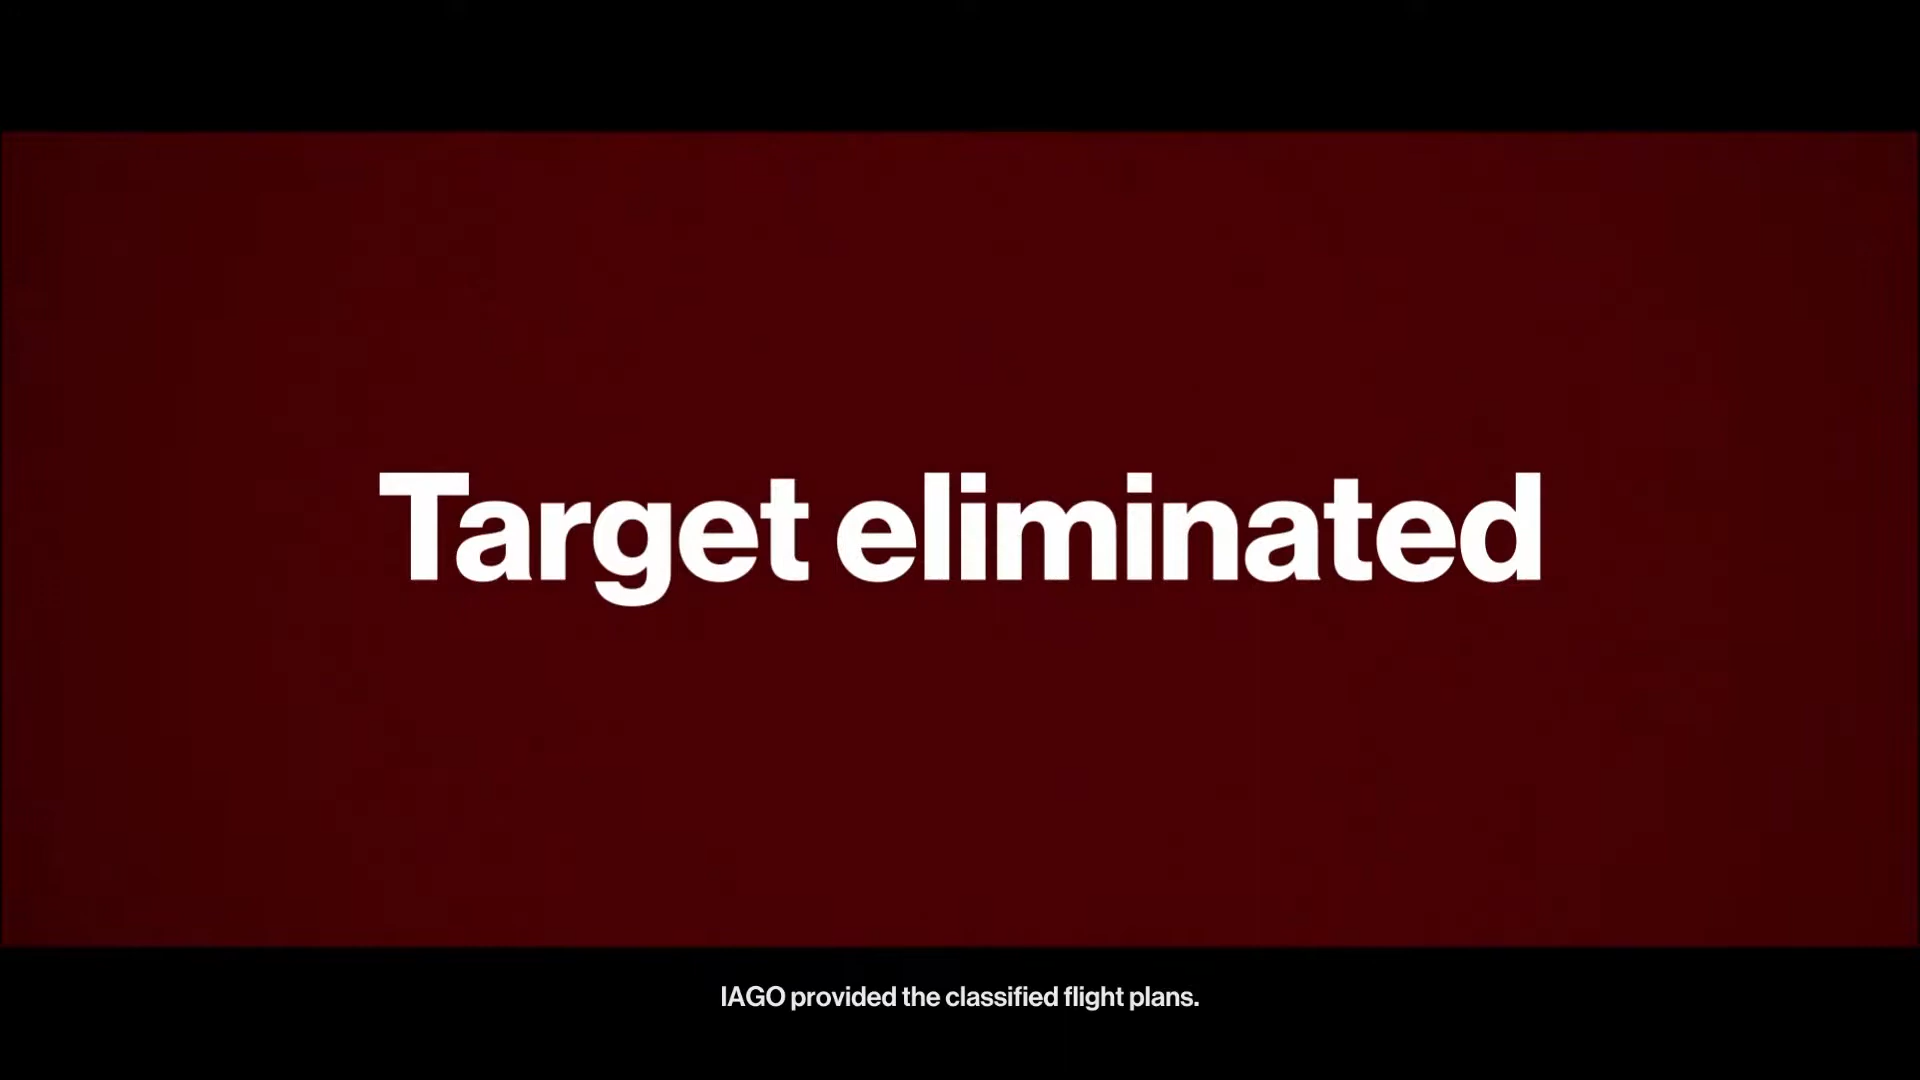 Target eliminated
IAGO provided the classified flight plans.